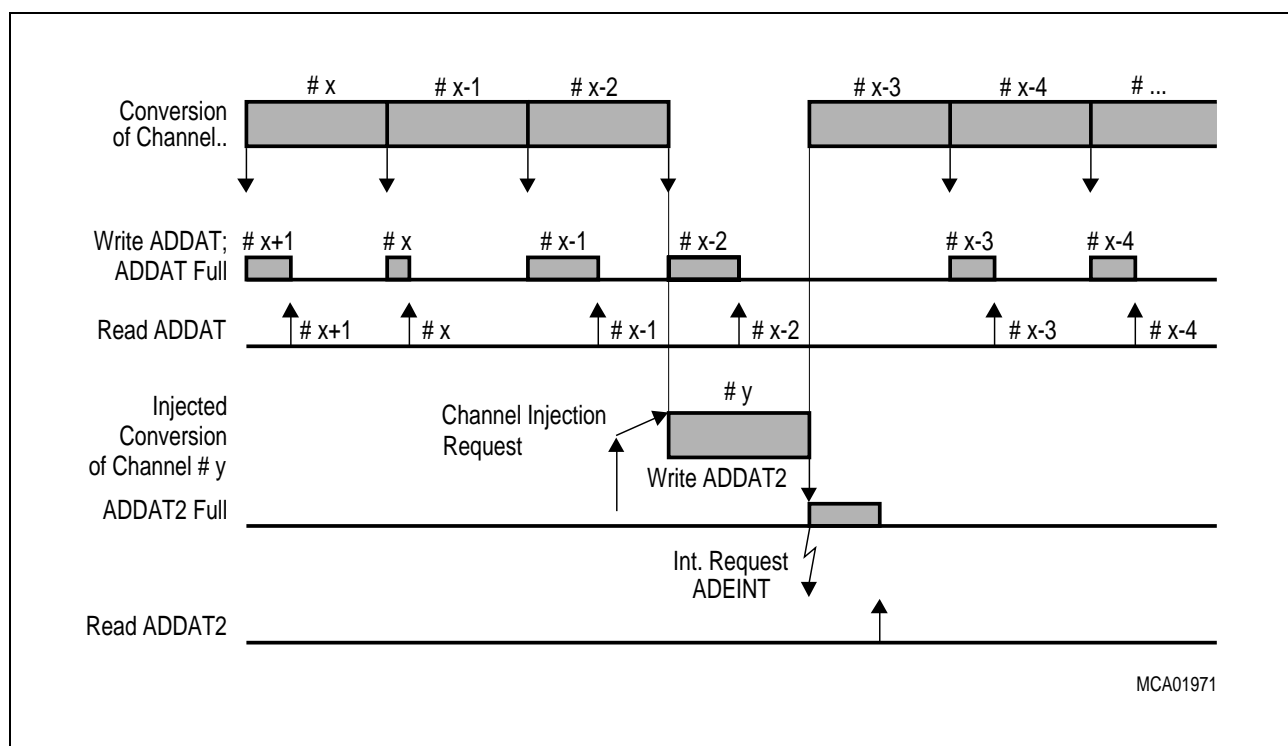 # x # x-1 # x-2 # x-3 # x-4 # ...
Conversion
of Channel..
Write ADDAT; # x+1 # x # x-1 # x-2 # x-3 # x-4
ADDAT Full
Read ADDAT # x+1 # x # x-1 # x-2 # x-3 # x-4
# y
Injected
Conversion
of Channel # y
Channel Injection
Request
Write ADDAT2
ADDAT2 Full
Int. Request
ADEINT
Read ADDAT2
MCA01971